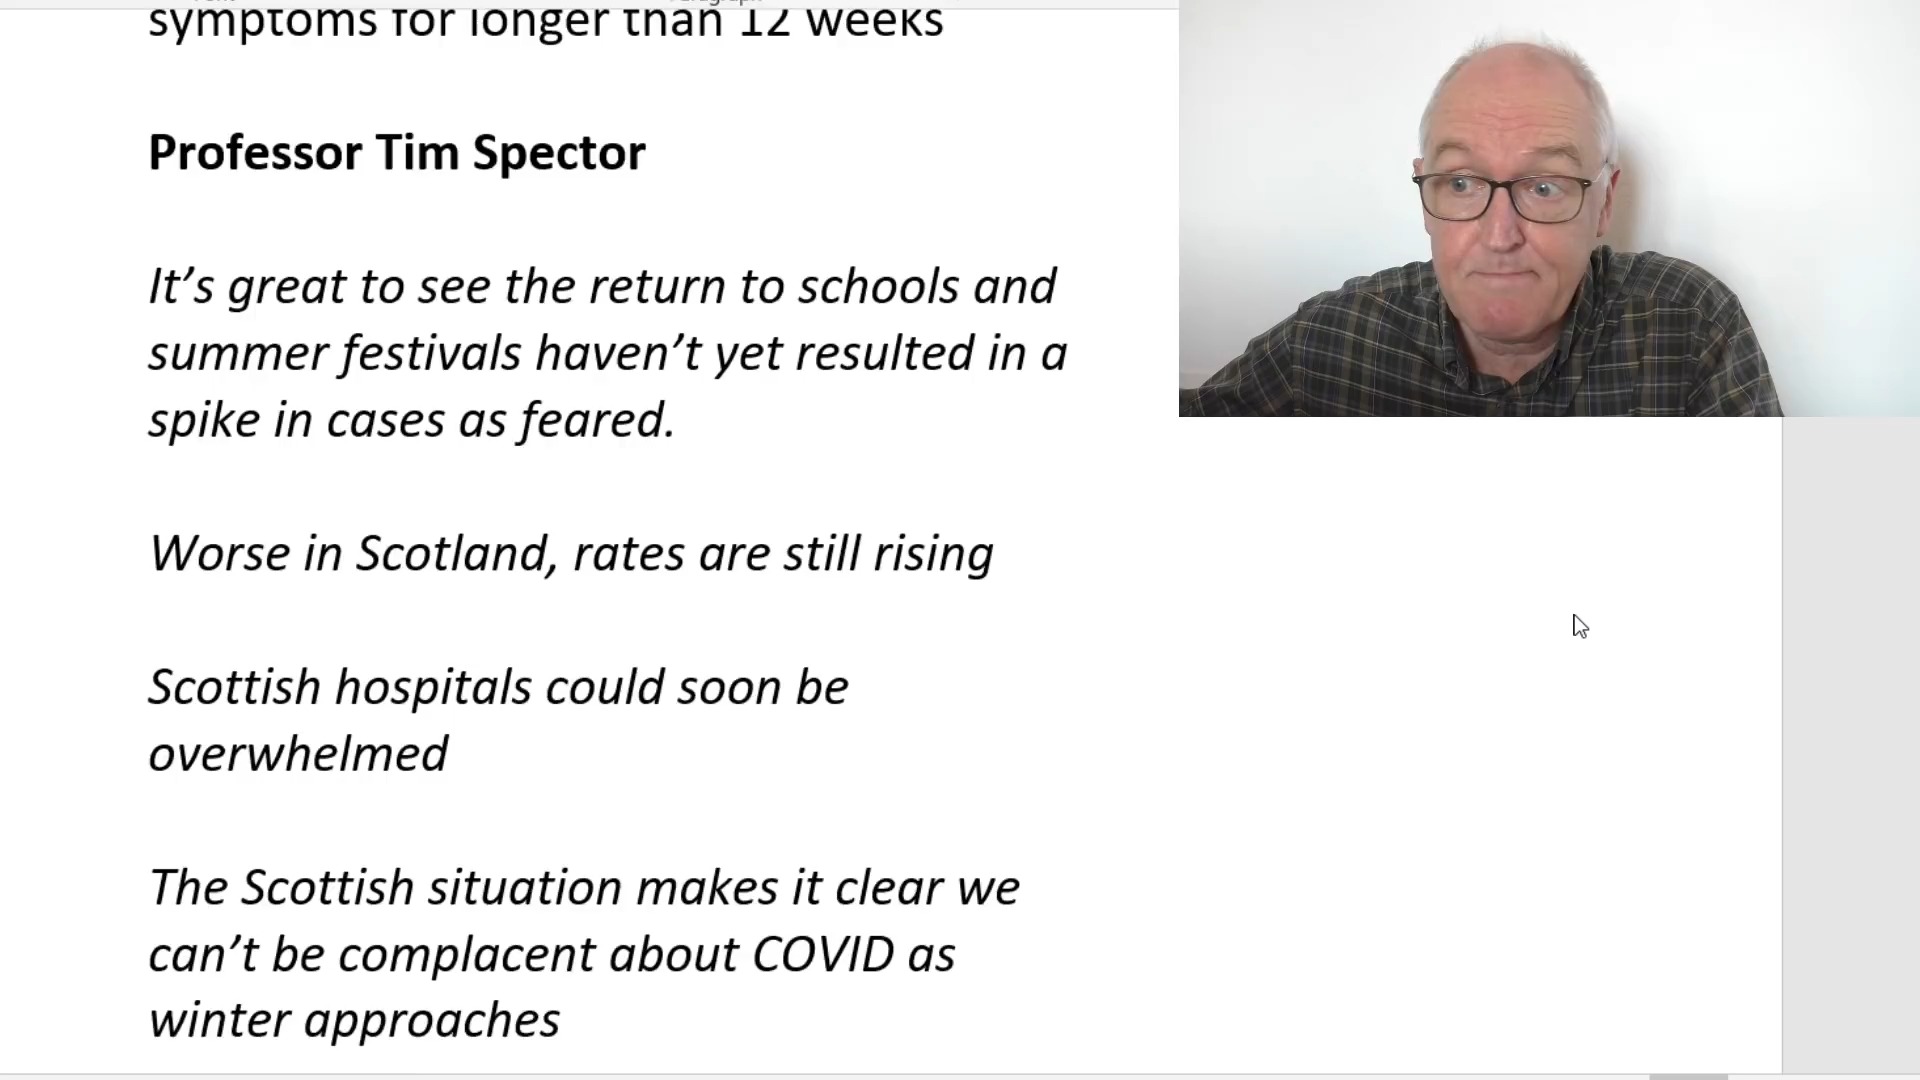 symptoms for longer than 12 weeks
Professor Tim Spector
It’s great to see the return to schools and
summer festivals haven’t yet resulted in a
spike in cases as feared.
Worse in Scotland, rates are still rising
Scottish hospitals could soon be
overwhelmed
The Scottish situation makes it clear we
can’t be complacent about COVID as
winter approaches